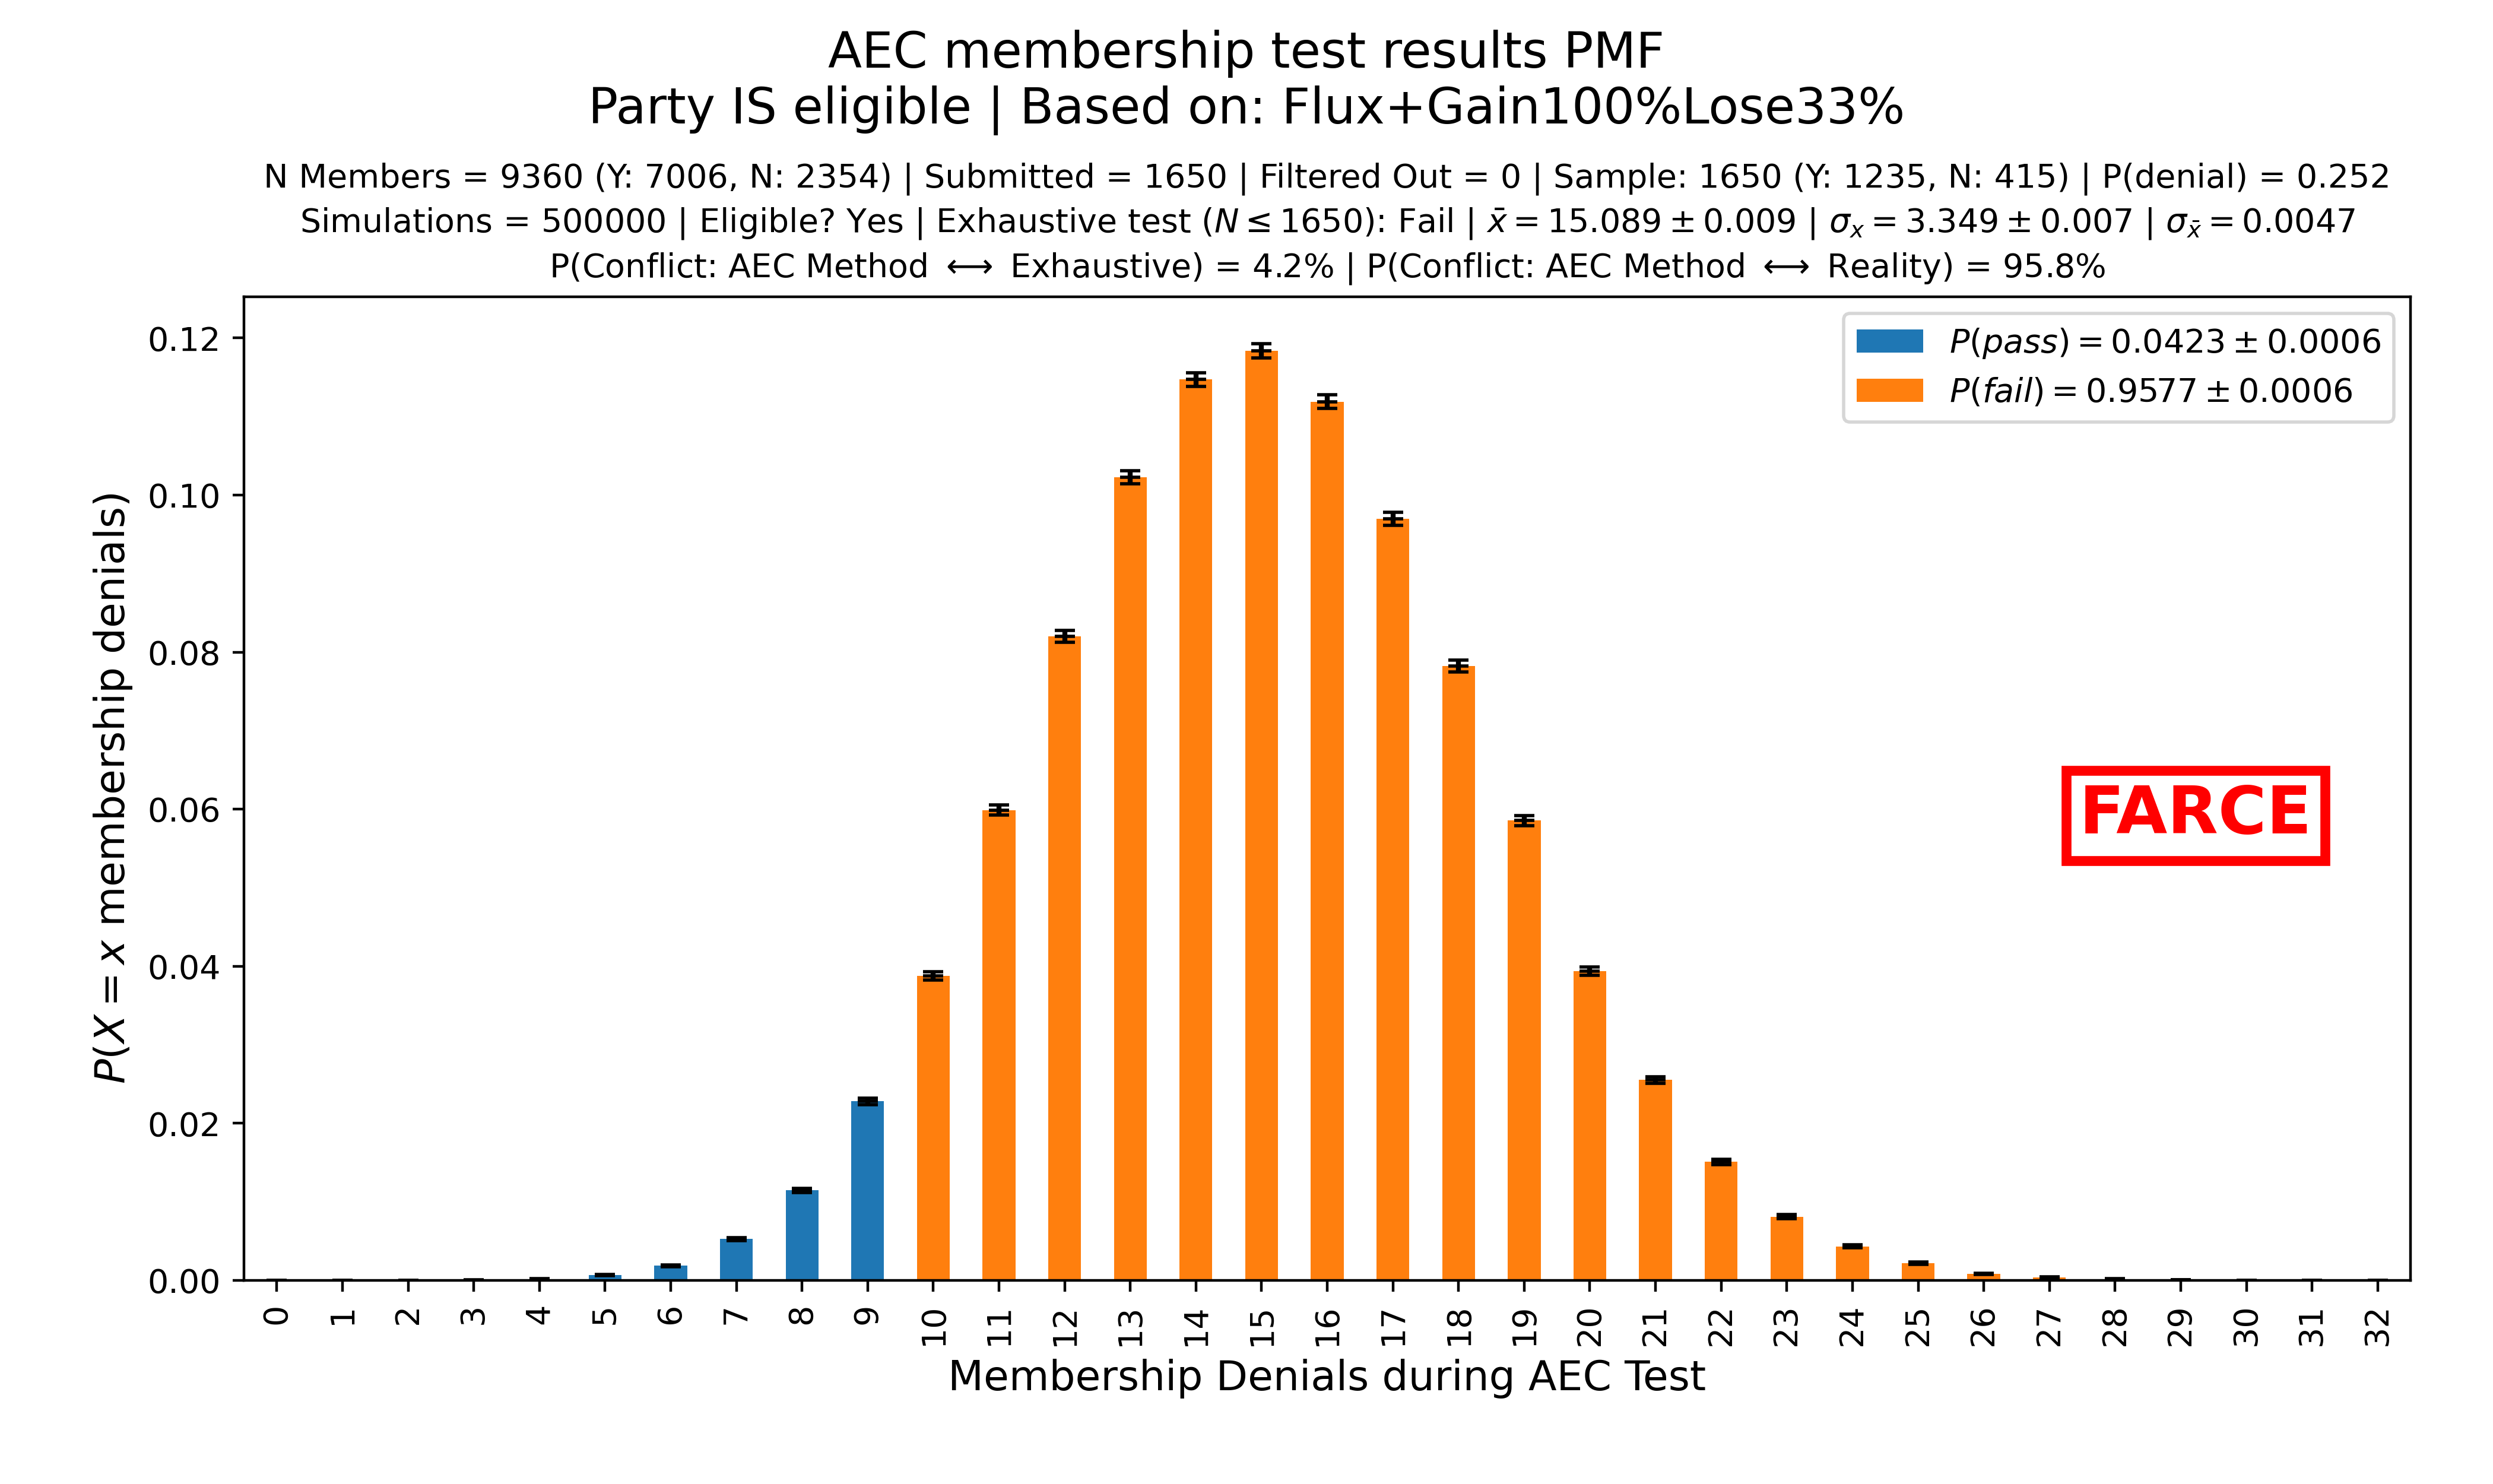 AEC membership test results PMF
Party IS eligible | Based on: Flux+Gain100%Lose33%
N Members = 9360 (Y: 7006, N: 2354) | Submitted = 1650 | Filtered Out = 0 | Sample: 1650 (Y: 1235, N: 415) | P(denial) = 0.252
Simulations = 500000 | Eligible? Yes | Exhaustive test (N ≤ 1650): Fail | x̄ = 15.089 ± 0.009 | σₓ = 3.349 ± 0.007 | σ_x̄ = 0.0047
P(Conflict: AEC Method ⟷ Exhaustive) = 4.2% | P(Conflict: AEC Method ⟷ Reality) = 95.8%
P(pass) = 0.0423 ± 0.0006
P(fail) = 0.9577 ± 0.0006
FARCE
P(X = x membership denials)
0.12
0.10
0.08
0.06
0.04
0.02
0.00
0 1 2 3 4 5 6 7 8 9 10 11 12 13 14 15 16 17 18 19 20 21 22 23 24 25 26 27 28 29 30 31 32
Membership Denials during AEC Test